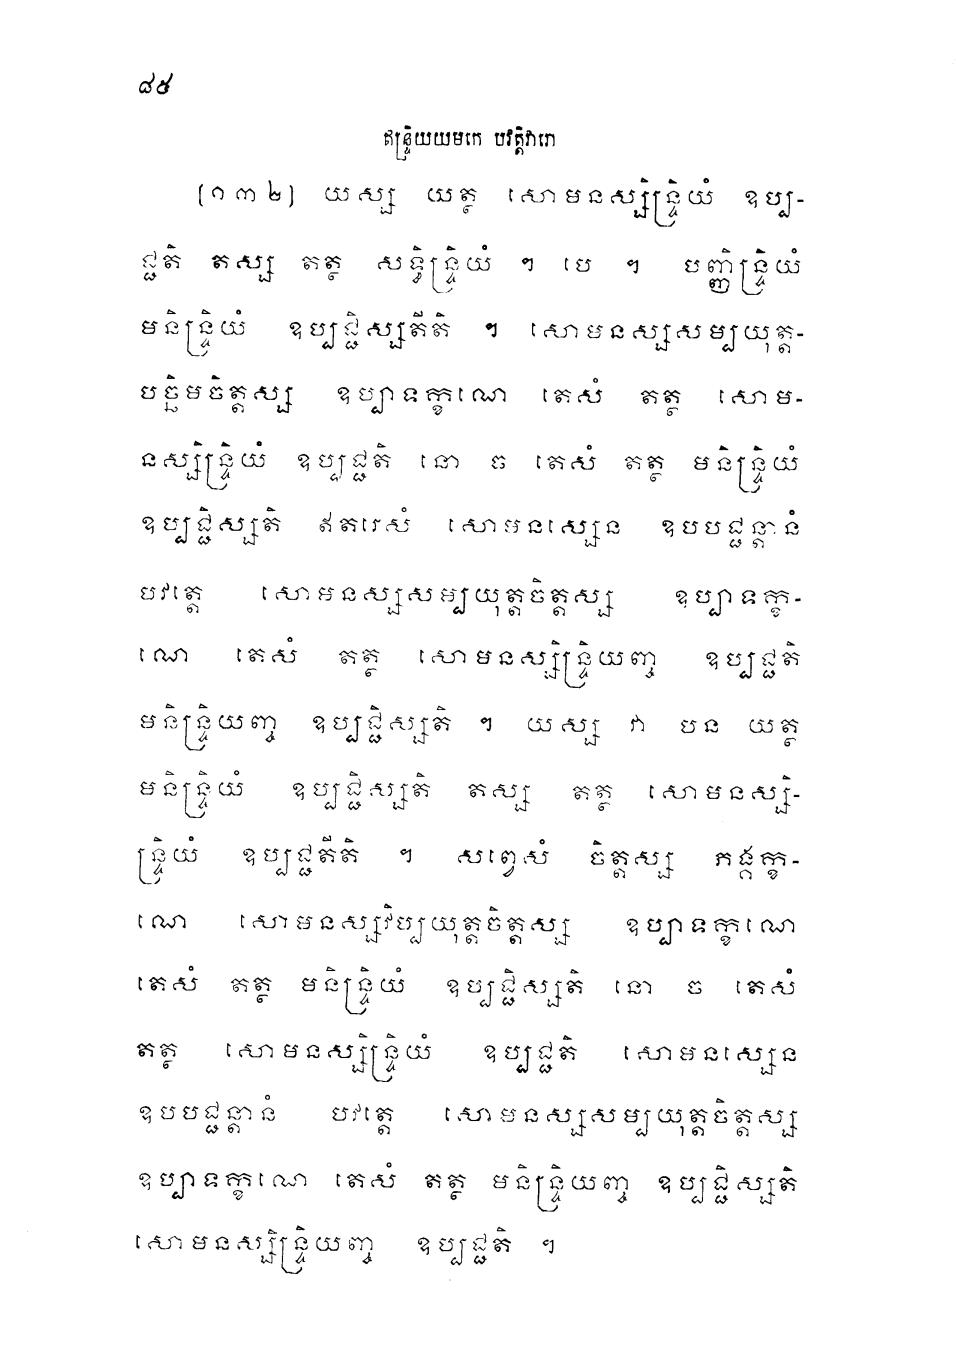 ៨៥
ឥន្ទ្រិយយមកេ បវត្តិវារោ
[១៣២] យស្ស យត្ថ សោមនស្សិន្ទ្រិយំ ឧប្ប-
ជ្ជតិ តស្ស តត្ថ សទ្ធិន្ទ្រិយំ ។ បេ ។ បញ្ញិន្ទ្រិយំ
មនិន្ទ្រិយំ ឧប្បជ្ជិស្សតីតិ ។ សោមនស្សសម្បយុត្ត-
បច្ឆិមចិត្តស្ស ឧប្បាទក្ខណេ តេសំ តត្ថ សោម-
នស្សិន្ទ្រិយំ ឧប្បជ្ជតិ នោ ច តេសំ តត្ថ មនិន្ទ្រិយំ
ឧប្បជ្ជិស្សតិ ឥតរេសំ សោមនស្សេន ឧបបជ្ជន្តានំ
បវត្តេ សោមនស្សសម្បយុត្តចិត្តស្ស ឧប្បាទក្ខ-
ណេ តេសំ តត្ថ សោមនស្សិន្ទ្រិយញ្ច ឧប្បជ្ជតិ
មនិន្ទ្រិយញ្ច ឧប្បជ្ជិស្សតិ ។ យស្ស វា បន យត្ថ
មនិន្ទ្រិយំ ឧប្បជ្ជិស្សតិ តស្ស តត្ថ សោមនស្សិ-
ន្ទ្រិយំ ឧប្បជ្ជតីតិ ។ សព្វេសំ ចិត្តស្ស ភង្គក្ខ-
ណេ សោមនស្សវិប្បយុត្តចិត្តស្ស ឧប្បាទក្ខណេ
តេសំ តត្ថ មនិន្ទ្រិយំ ឧប្បជ្ជិស្សតិ នោ ច តេសំ
តត្ថ សោមនស្សិន្ទ្រិយំ ឧប្បជ្ជតិ សោមនស្សេន
ឧបបជ្ជន្តានំ បវត្តេ សោមនស្សសម្បយុត្តចិត្តស្ស
ឧប្បាទក្ខណេ តេសំ តត្ថ មនិន្ទ្រិយញ្ច ឧប្បជ្ជិស្សតិ
សោមនស្សិន្ទ្រិយញ្ច ឧប្បជ្ជតិ ។